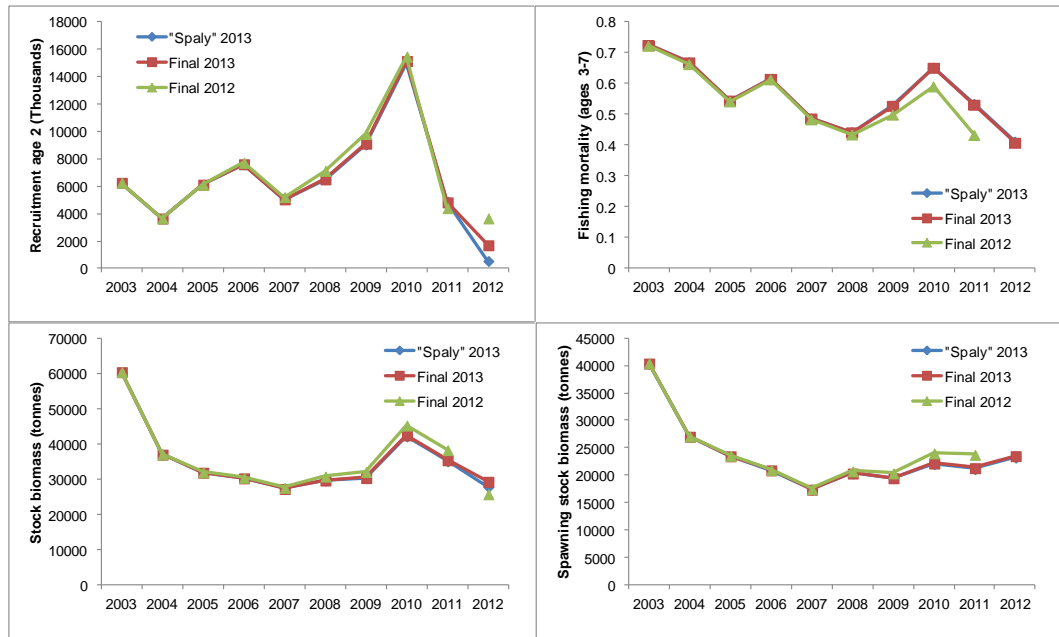 Recruitment age 2 (Thousands)
18000
16000
14000
12000
10000
8000
6000
4000
2000
0
"Spaly" 2013
Final 2013
Final 2012
2003 2004 2005 2006 2007 2008 2009 2010 2011 2012
Fishing mortality (ages 3-7)
0.8
0.7
0.6
0.5
0.4
0.3
0.2
0.1
0
"Spaly" 2013
Final 2013
Final 2012
2003 2004 2005 2006 2007 2008 2009 2010 2011 2012
Stock biomass (tonnes)
70000
60000
50000
40000
30000
20000
10000
0
"Spaly" 2013
Final 2013
Final 2012
2003 2004 2005 2006 2007 2008 2009 2010 2011 2012
Spawning stock biomass (tonnes)
45000
40000
35000
30000
25000
20000
15000
10000
5000
0
"Spaly" 2013
Final 2013
Final 2012
2003 2004 2005 2006 2007 2008 2009 2010 2011 2012